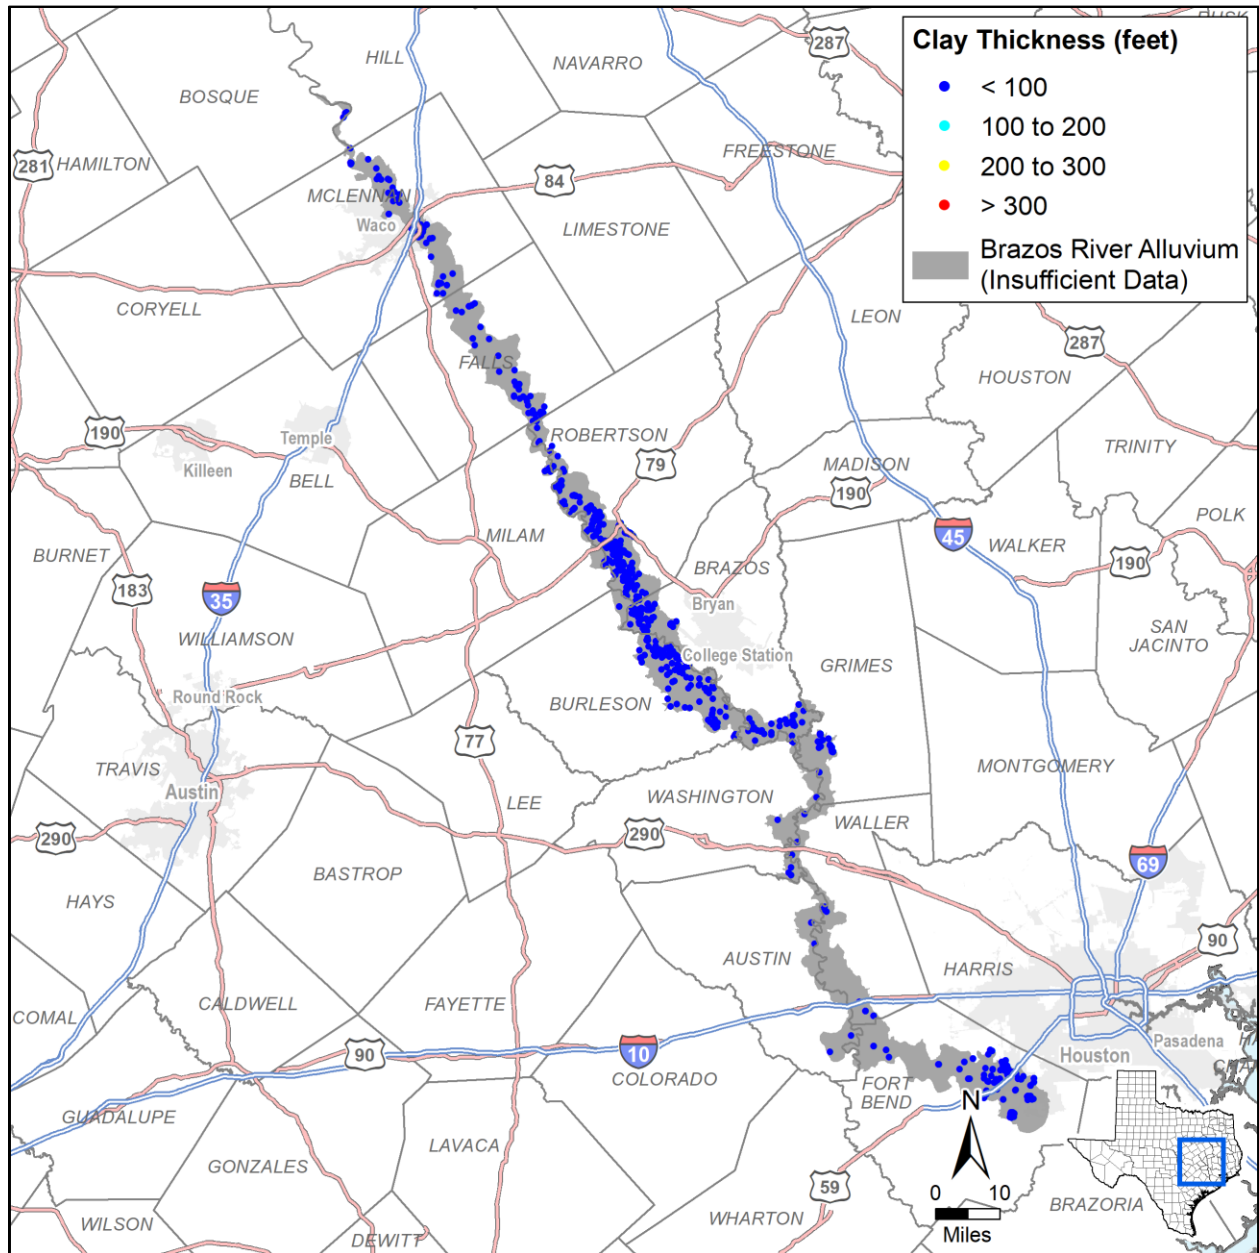 Clay Thickness (feet)
< 100
100 to 200
200 to 300
> 300
Brazos River Alluvium
(Insufficient Data)
HILL
NAVARRO
287
BOSQUE
281
HAMILTON
FREESTONE
84
MCLENNAN
Waco
LIMESTONE
CORYELL
LEON
287
HOUSTON
FALLS
190
Temple
Killeen
BELL
ROBERTSON
79
MADISON
190
TRINITY
POLK
BURNET
MILAM
45
WALKER
190
183
35
BRAZOS
Bryan
WILLIAMSON
SAN
JACINTO
College Station
GRIMES
Round Rock
BURLESON
77
TRAVIS
Austin
MONTGOMERY
LEE
WASHINGTON
290
290
WALLER
69
BASTROP
HAYS
90
AUSTIN
HARRIS
CALDWELL
FAYETTE
COMAL
90
10
Houston
Pasadena
COLORADO
FORT
BEND
GUADALUPE
N
LAVACA
GONZALES
59
0 10
Miles
BRAZORIA
WILSON
DEWITT
WHARTON